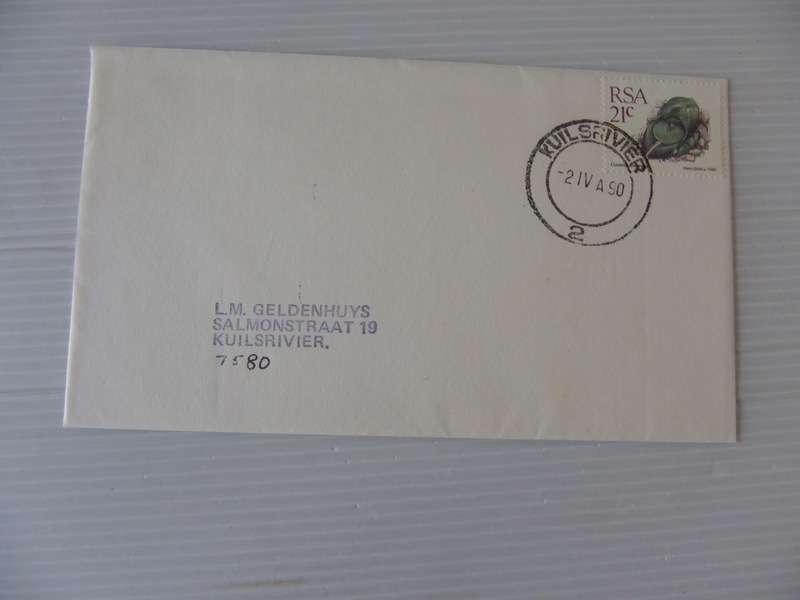 RSA
21c
KUILSRIVIER
-2 IV A 90
2
L.M. GELDENHUYS
SALMONSTRAAT 19
KUILSRIVIER.
7580